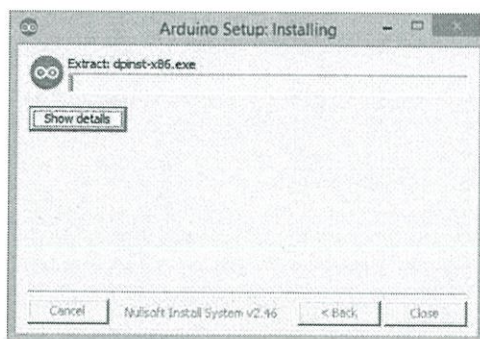 Arduino Setup: Installing
Extract: dpinst-x86.exe
Show details
Cancel
Nullsoft Install System v2.46
< Back
Close